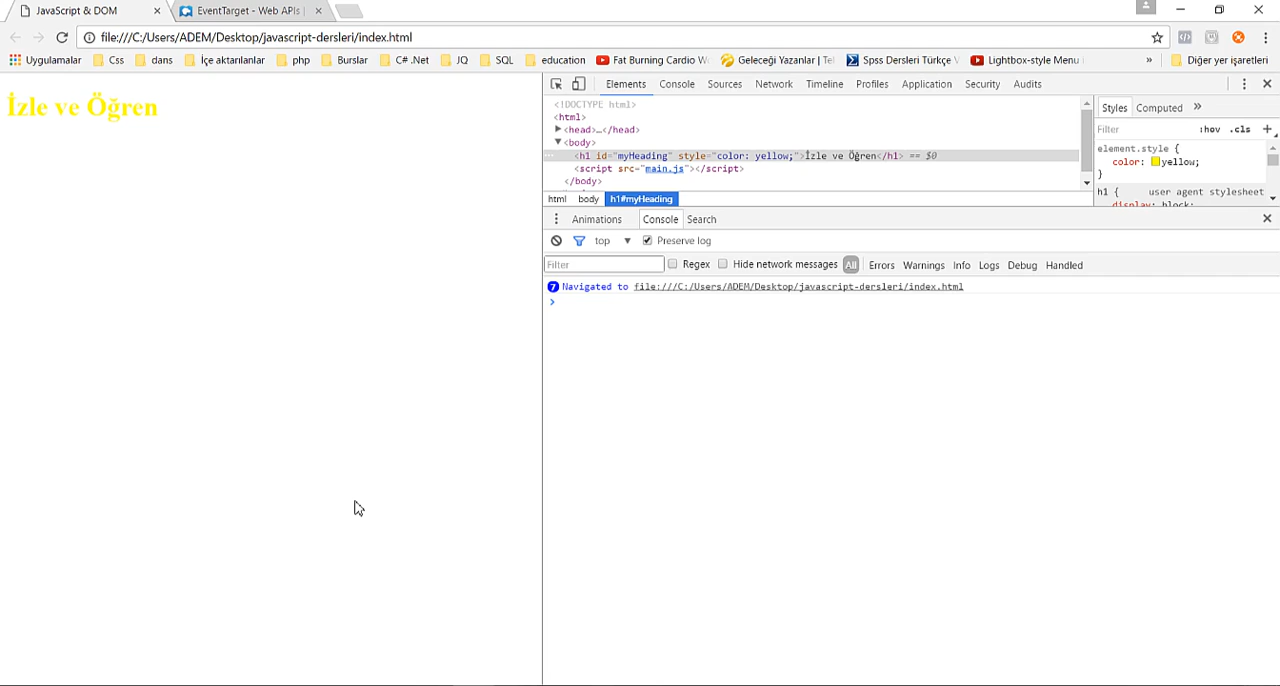 JavaScript & DOM
EventTarget - Web APIs |
file:///C:/Users/ADEM/Desktop/javascript-dersleri/index.html
Uygulamalar Css dans İçe aktarılanlar php Burslar C# .Net JQ SQL education Fat Burning Cardio W Geleceği Yazanlar | Tel Spss Dersleri Türkçe Lightbox-style Menu » Diğer yer işaretleri
İzle ve Öğren
Elements Console Sources Network Timeline Profiles Application Security Audits
<!DOCTYPE html>
<html>
<head>…</head>
<body>
<h1 id="myHeading" style="color: yellow;">İzle ve Öğren</h1> == $0
<script src="main.js"></script>
</body>
html body h1#myHeading
Styles Computed »
Filter :hov .cls +
element.style {
color: yellow;
}
h1 { user agent stylesheet
display: block;
Animations Console Search
top Preserve log
Filter Regex Hide network messages All Errors Warnings Info Logs Debug Handled
7 Navigated to file:///C:/Users/ADEM/Desktop/javascript-dersleri/index.html
>